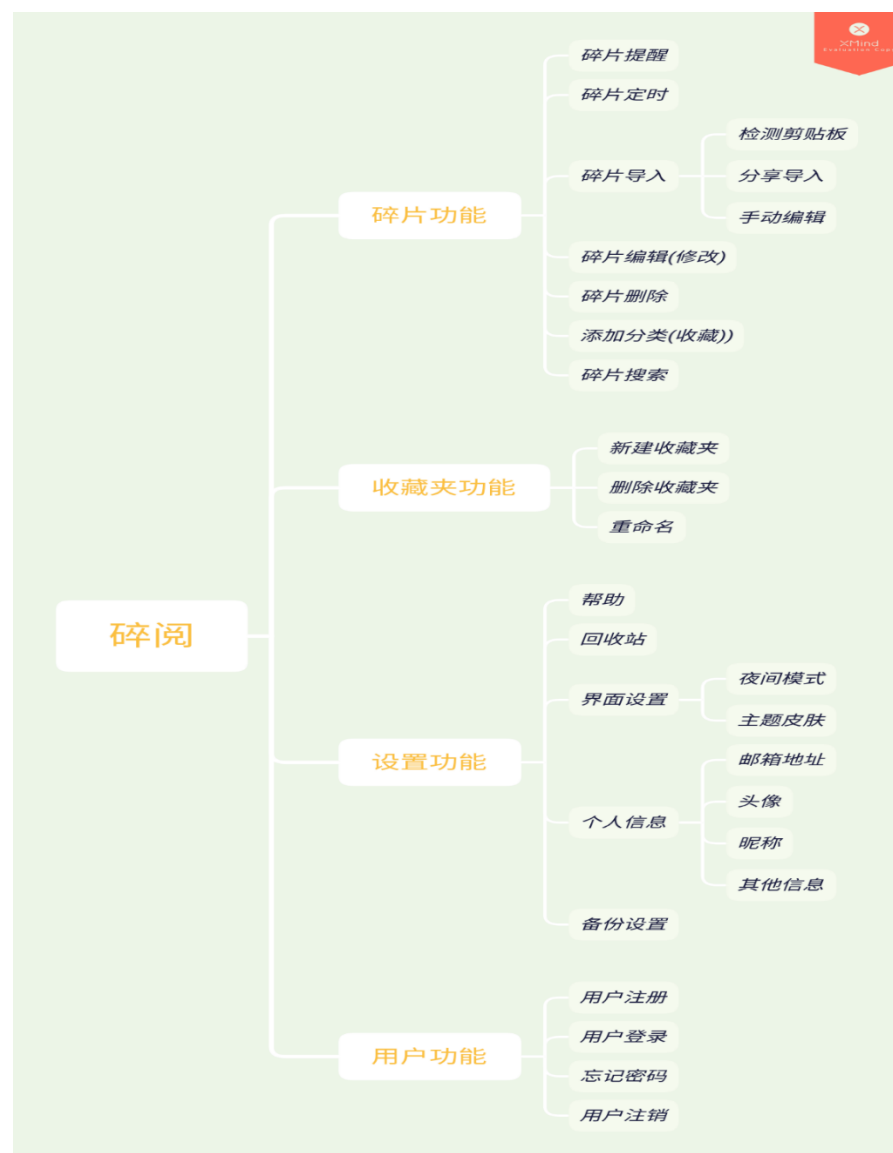 XMind
Evaluation Copy
碎片提醒
碎片定时
检测剪贴板
碎片导入
分享导入
手动编辑
碎片功能
碎片编辑(修改)
碎片删除
添加分类(收藏))
碎片搜索
新建收藏夹
收藏夹功能
删除收藏夹
重命名
碎阅
帮助
回收站
夜间模式
界面设置
主题皮肤
设置功能
邮箱地址
头像
个人信息
昵称
其他信息
备份设置
用户注册
用户登录
用户功能
忘记密码
用户注销